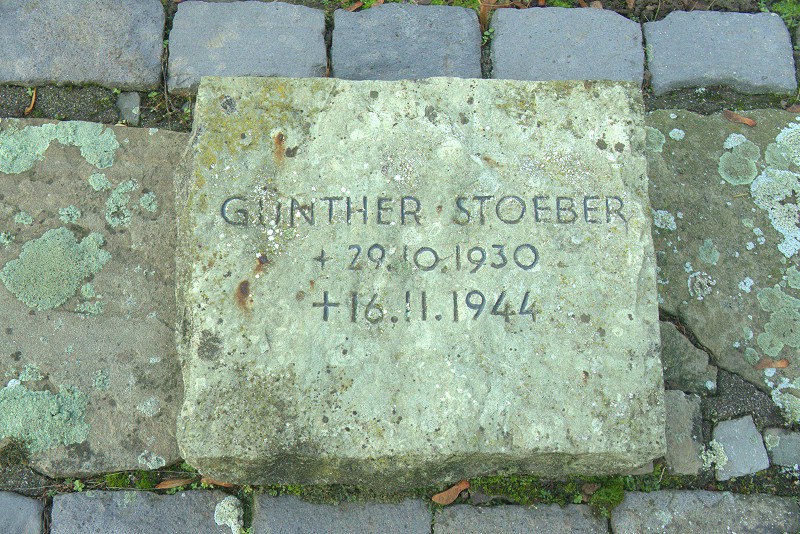 GÜNTHER STOEBER
+ 29.10.1930
+ 16.11.1944